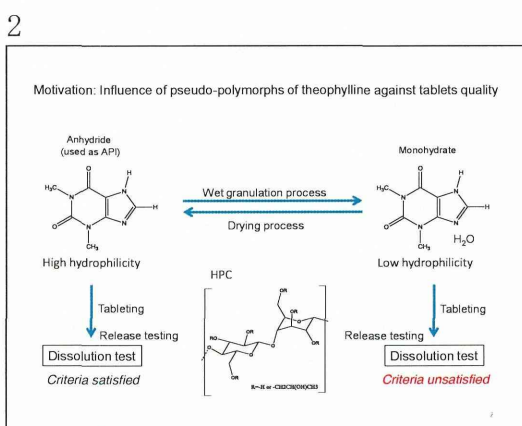 2
Motivation: Influence of pseudo-polymorphs of theophylline against tablets quality
Anhydride
(used as API)
Monohydrate
O
H
H₃C
N
N
H
O
N
N
CH₃
Wet granulation process
Drying process
O
H
H₃C
N
N
H
O
N
N
CH₃
H₂O
High hydrophilicity
Low hydrophilicity
HPC
OR
OR
OR
O
RO
O
O
OR
OR
OR
R=-H or -CH2CH(OH)CH3
Tableting
Release testing
Dissolution test
Criteria satisfied
Tableting
Release testing
Dissolution test
Criteria unsatisfied